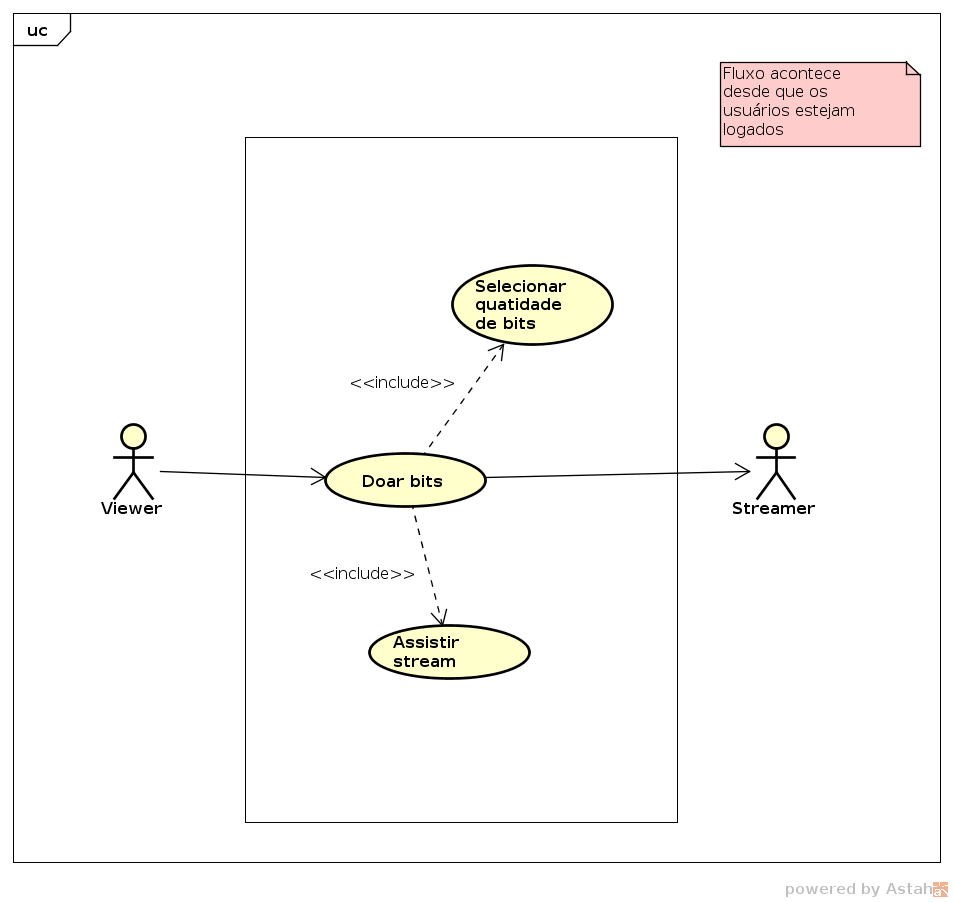 uc
Fluxo acontece
desde que os
usuários estejam
logados
Selecionar
quatidade
de bits
<<include>>
Doar bits
Viewer
Streamer
<<include>>
Assistir
stream
powered by Astah